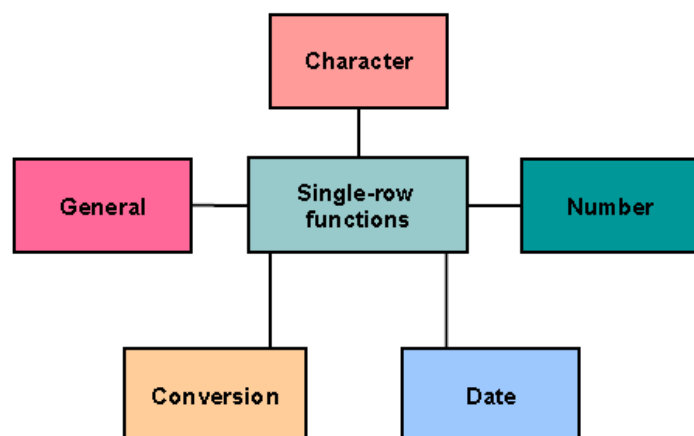 Character
General
Single-row
functions
Number
Conversion
Date